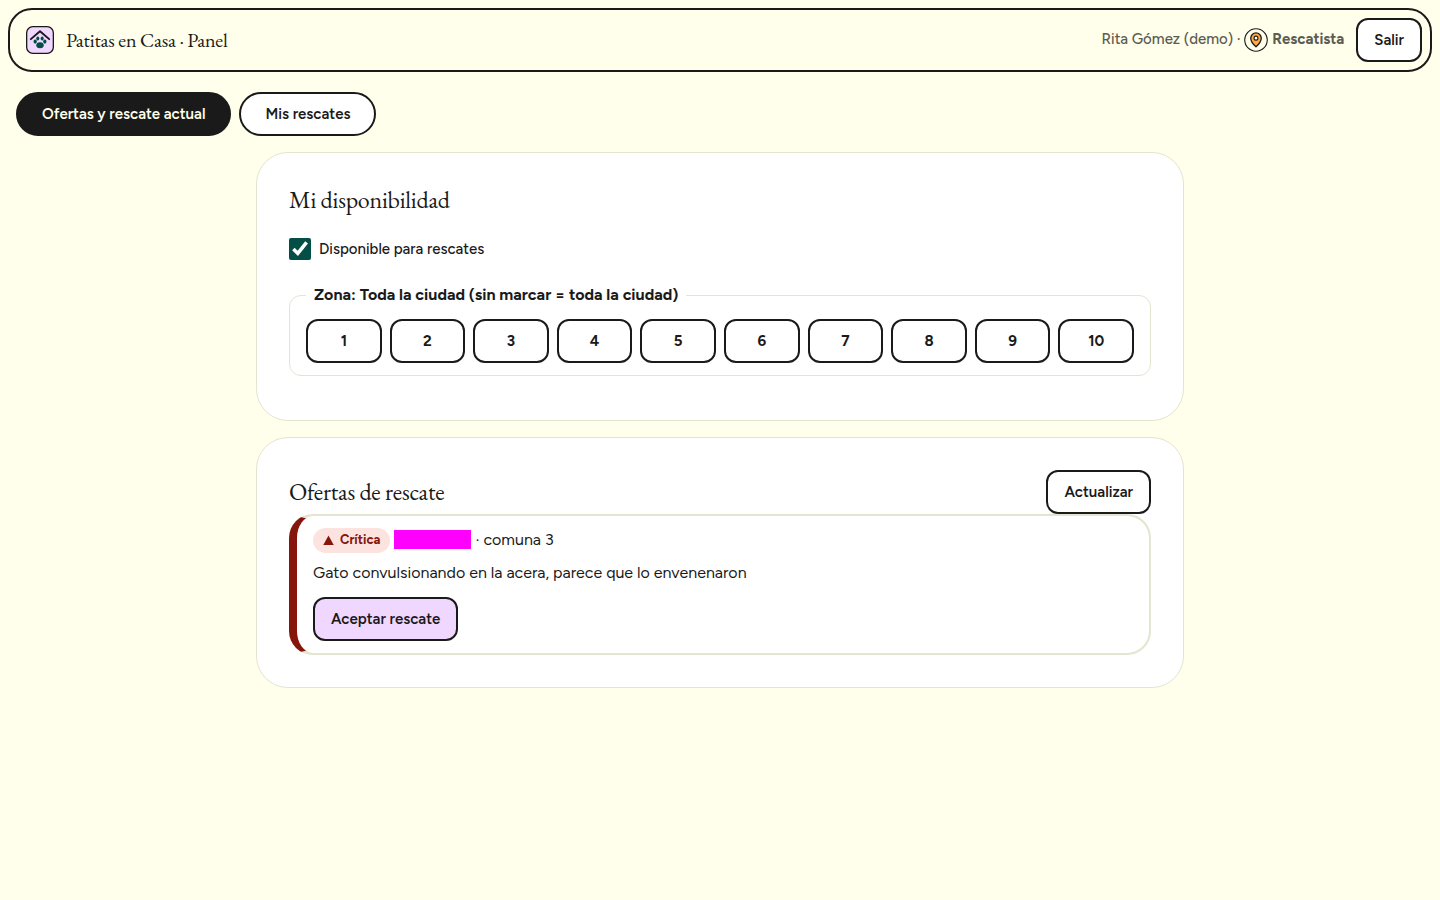 Patitas en Casa · Panel
Rita Gómez (demo) · Rescatista
Salir
Ofertas y rescate actual
Mis rescates
Mi disponibilidad
Disponible para rescates
Zona: Toda la ciudad (sin marcar = toda la ciudad)
1 2 3 4 5 6 7 8 9 10
Ofertas de rescate
Actualizar
Crítica · comuna 3
Gato convulsionando en la acera, parece que lo envenenaron
Aceptar rescate